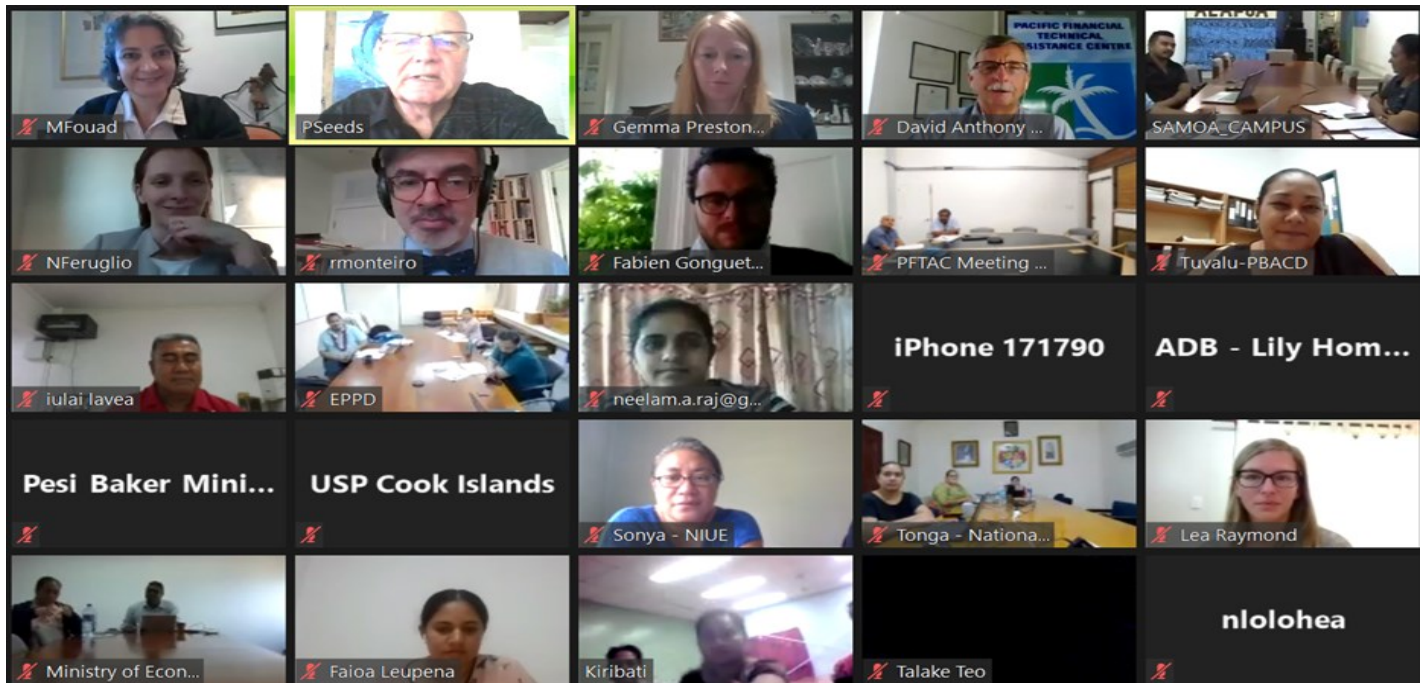 PACIFIC FINANCIAL
TECHNICAL
ASSISTANCE CENTRE
MFouad
PSeeds
Gemma Preston...
David Anthony ...
SAMOA_CAMPUS
NFeruglio
rmonteiro
Fabien Gonguet...
PFTAC Meeting ...
Tuvalu-PBACD
iulai lavea
EPPD
neelam.a.raj@g...
iPhone 171790
ADB - Lily Hom...
Pesi Baker Mini...
USP Cook Islands
Sonya - NIUE
Tonga - Nationa...
Lea Raymond
Ministry of Econ...
Faioa Leupena
Kiribati
Talake Teo
nlolohea